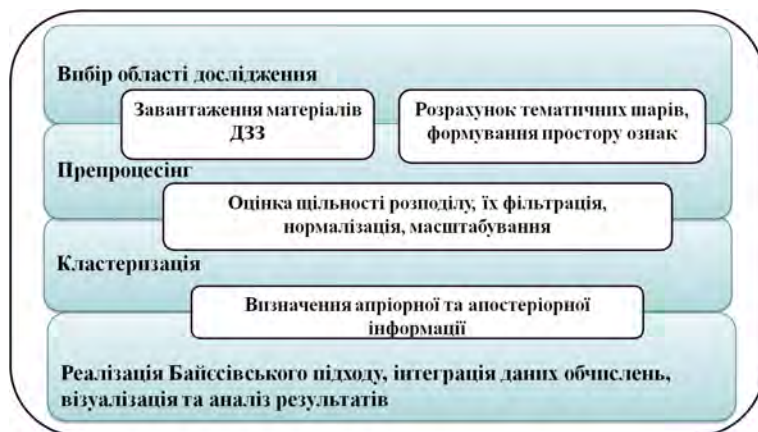 Вибір області дослідження
Завантаження матеріалів
ДЗЗ
Розрахунок тематичних шарів,
формування простору ознак
Препроцесінг
Оцінка щільності розподілу, їх фільтрація,
нормалізація, масштабування
Кластеризація
Визначення апріорної та апостеріорної
інформації
Реалізація Байєсівського підходу, інтеграція даних обчислень,
візуалізація та аналіз результатів